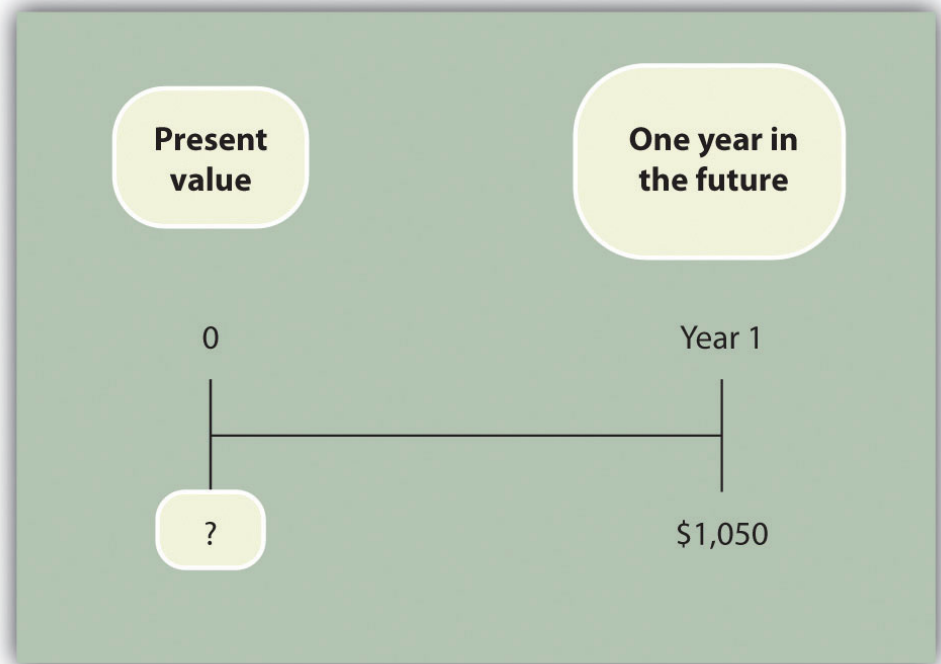 Present
value
One year in
the future
0
Year 1
?
$1,050